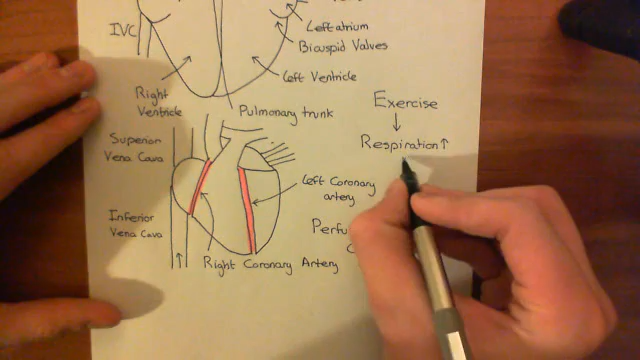 IVC
Left atrium
Bicuspid Valves
Left Ventricle
Right
Ventricle
Pulmonary trunk
Exercise
Respiration↑
Superior
Vena Cava
Left Coronary
artery
Inferior
Vena Cava
Right Coronary Artery